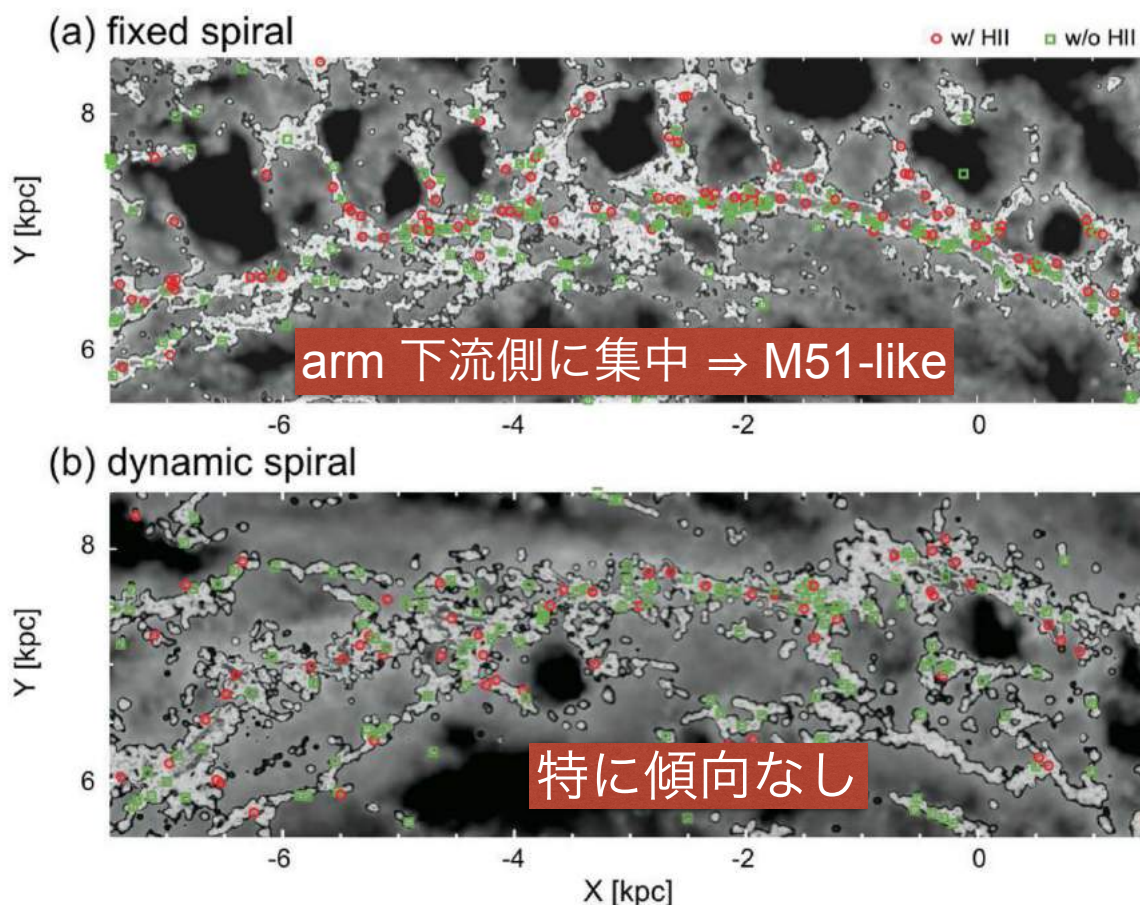 (a) fixed spiral
w/ HII w/o HII
8
6
Y [kpc]
arm 下流側に集中 ⇒ M51-like
-6 -4 -2 0
(b) dynamic spiral
8
6
Y [kpc]
特に傾向なし
-6 -4 -2 0
X [kpc]